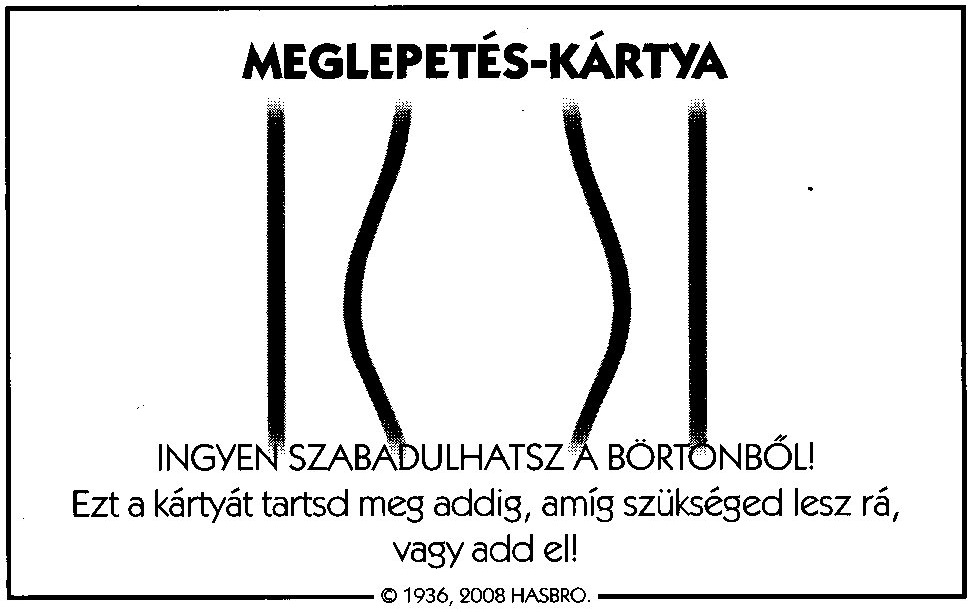 MEGLEPETÉS-KÁRTYA
INGYEN SZABADULHATSZ A BÖRTÖNBŐL!
Ezt a kártyát tartsd meg addig, amíg szükséged lesz rá,
vagy add el!
© 1936, 2008 HASBRO.